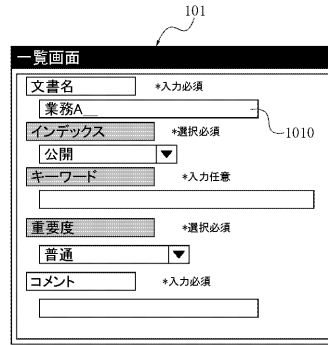 101
一覧画面
文書名 *入力必須
業務A__
1010
インデックス *選択必須
公開
キーワード *入力任意
重要度 *選択必須
普通
コメント *入力必須